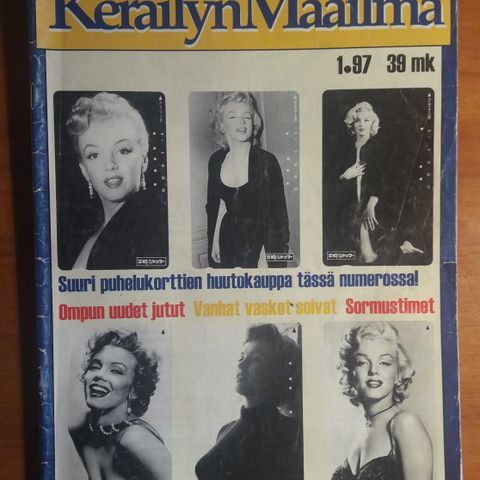 KeräilynMaailma
1•97 39 mk
Suuri puhelukorttien huutokauppa tässä numerossa!
Ompun uudet jutut Vanhat vasket soivat Sormustimet